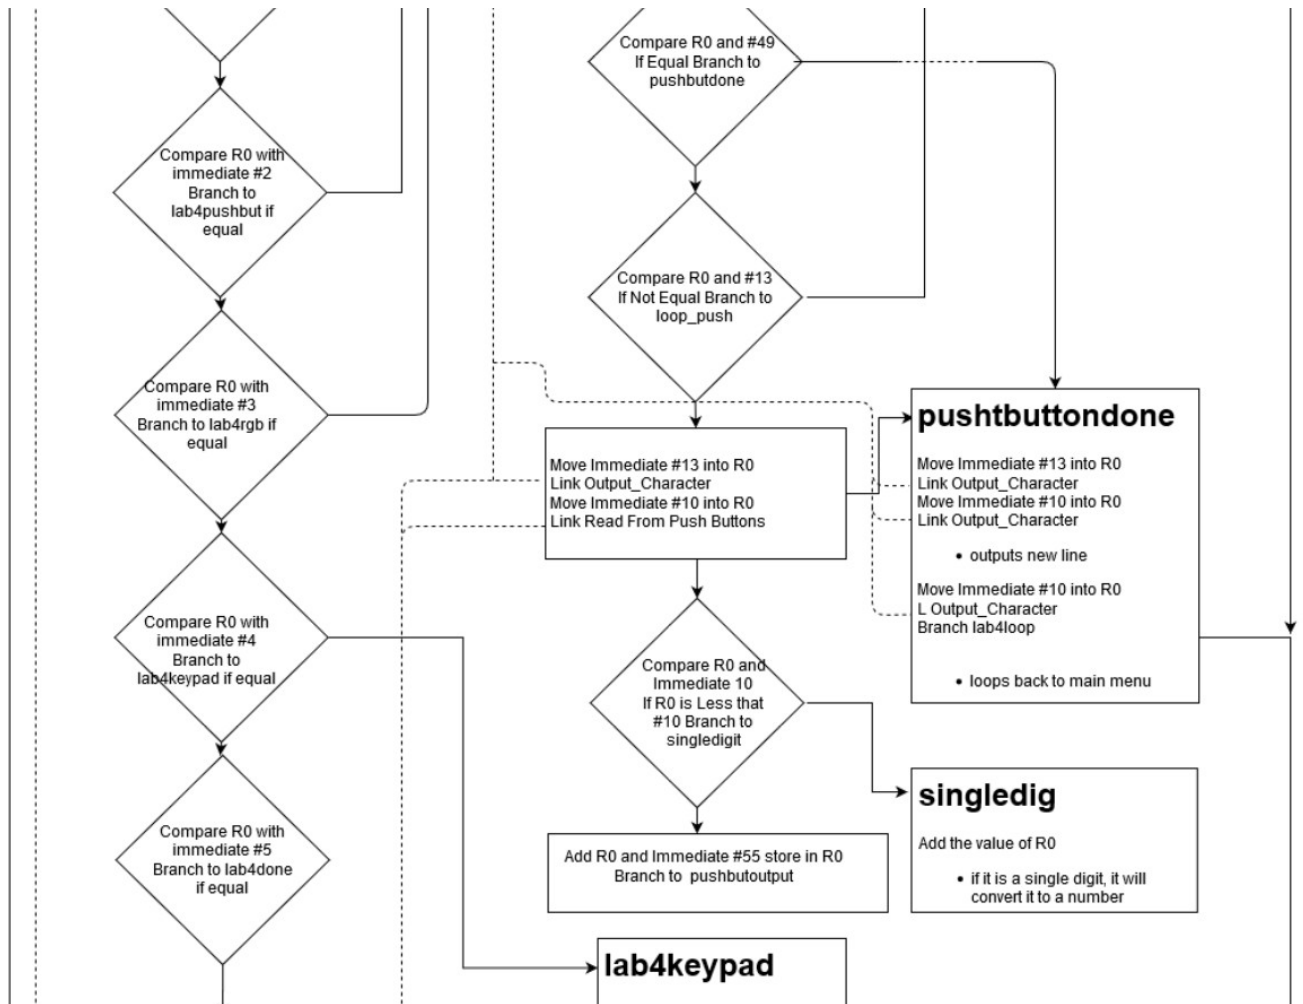 Compare R0 with
immediate #2
Branch to
lab4pushbut if
equal
Compare R0 with
immediate #3
Branch to lab4rgb if
equal
Compare R0 with
immediate #4
Branch to
lab4keypad if equal
Compare R0 with
immediate #5
Branch to lab4done
if equal
Compare R0 and #49
If Equal Branch to
pushbutdone
Compare R0 and #13
If Not Equal Branch to
loop_push
Move Immediate #13 into R0
Link Output_Character
Move Immediate #10 into R0
Link Read From Push Buttons
Compare R0 and
Immediate 10
If R0 is Less that
#10 Branch to
singledigit
Add R0 and Immediate #55 store in R0
Branch to pushbutoutput
lab4keypad
pushtbuttondone
Move Immediate #13 into R0
Link Output_Character
Move Immediate #10 into R0
Link Output_Character
• outputs new line
Move Immediate #10 into R0
L Output_Character
Branch lab4loop
• loops back to main menu
singledig
Add the value of R0
• if it is a single digit, it will
convert it to a number